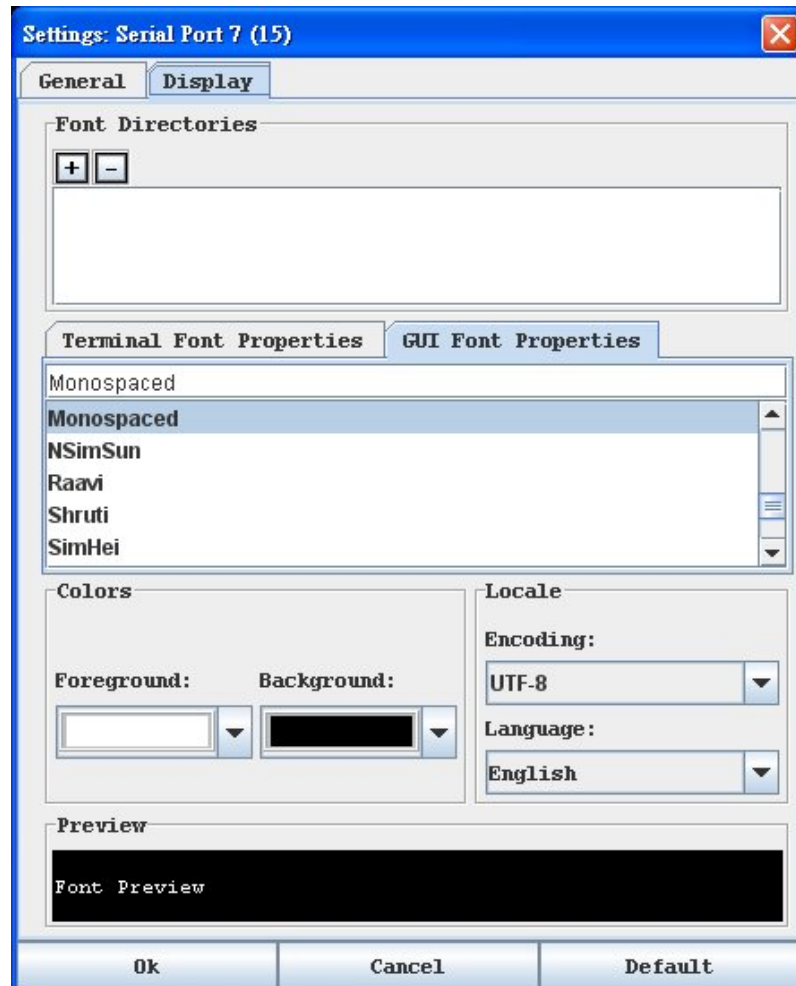 Settings: Serial Port 7 (15)
General Display
Font Directories
+ -
Terminal Font Properties GUI Font Properties
Monospaced
Monospaced
NSimSun
Raavi
Shruti
SimHei
Colors Locale
Encoding:
Foreground: Background: UTF-8
Language:
English
Preview
Font Preview
Ok Cancel Default